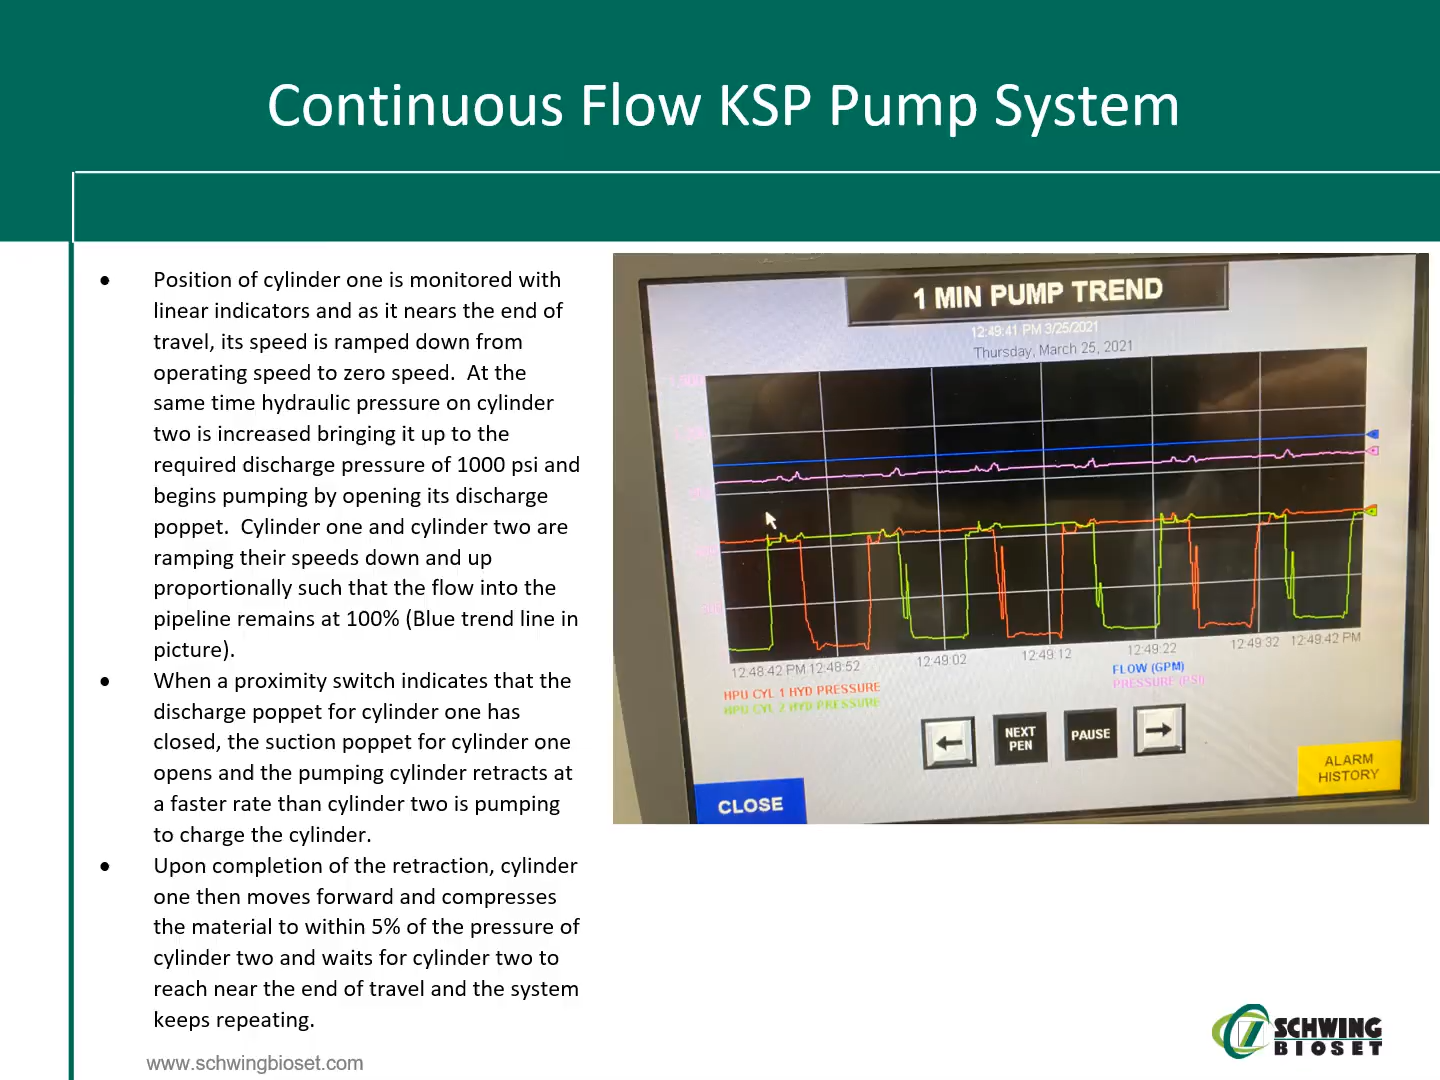 Continuous Flow KSP Pump System
● Position of cylinder one is monitored with
linear indicators and as it nears the end of
travel, its speed is ramped down from
operating speed to zero speed.  At the
same time hydraulic pressure on cylinder
two is increased bringing it up to the
required discharge pressure of 1000 psi and
begins pumping by opening its discharge
poppet.  Cylinder one and cylinder two are
ramping their speeds down and up
proportionally such that the flow into the
pipeline remains at 100% (Blue trend line in
picture).
● When a proximity switch indicates that the
discharge poppet for cylinder one has
closed, the suction poppet for cylinder one
opens and the pumping cylinder retracts at
a faster rate than cylinder two is pumping
to charge the cylinder.
● Upon completion of the retraction, cylinder
one then moves forward and compresses
the material to within 5% of the pressure of
cylinder two and waits for cylinder two to
reach near the end of travel and the system
keeps repeating.
1 MIN PUMP TREND
12:49:41 PM 3/25/2021
Thursday, March 25, 2021
12:48:42 PM 12:48:52 12:49:02 12:49:12 12:49:22 12:49:32 12:49:42 PM
HPU CYL 1 HYD PRESSURE
HPU CYL 2 HYD PRESSURE
FLOW (GPM)
PRESSURE (PSI)
NEXT
PEN
PAUSE
ALARM
HISTORY
CLOSE
www.schwingbioset.com
SCHWING
BIOSET